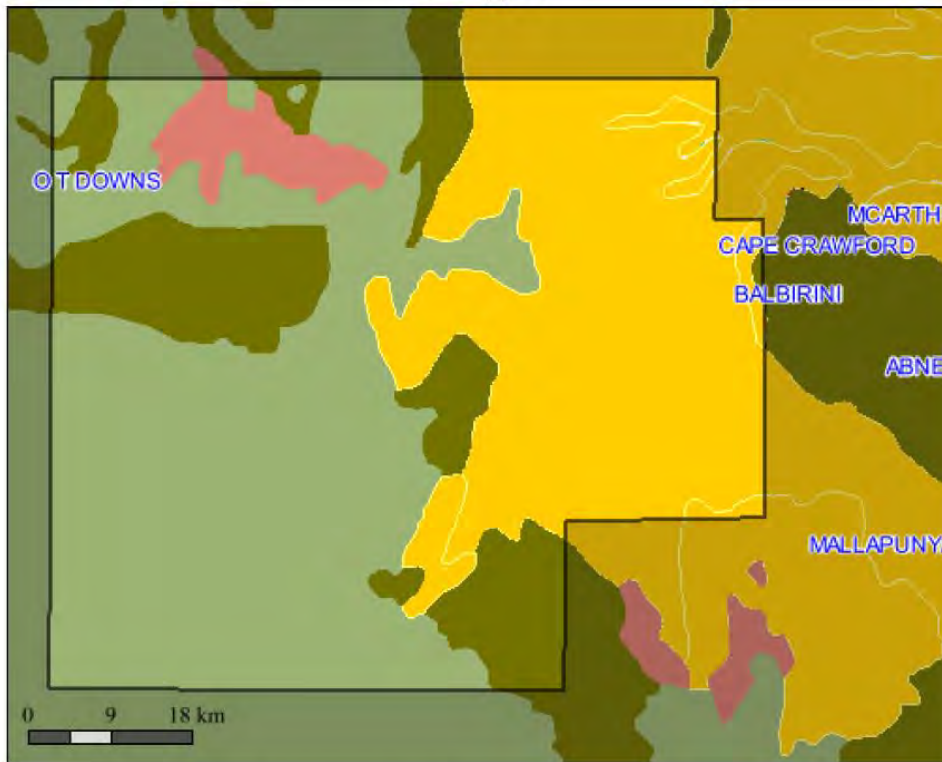 O T DOWNS
MCARTH
CAPE CRAWFORD
BALBIRINI
ABNE
MALLAPUNY
0 9 18 km